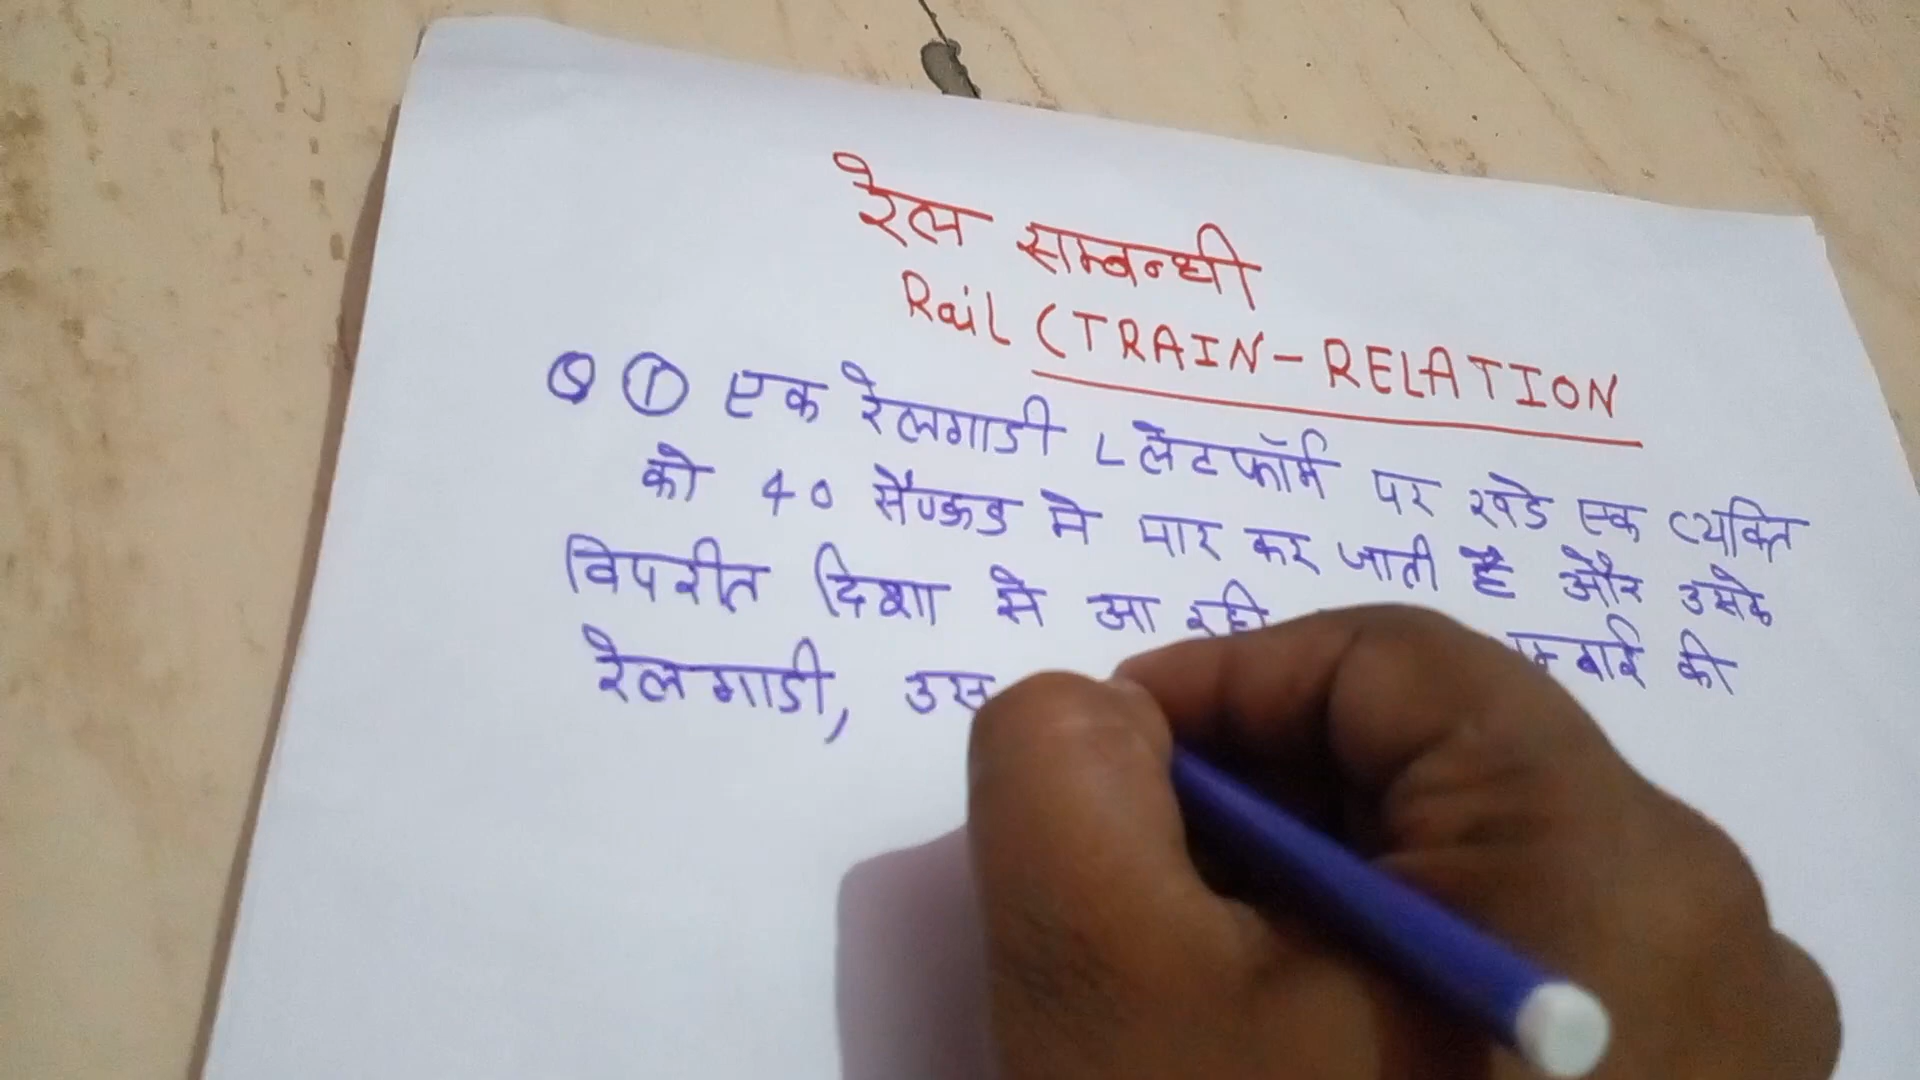 रेल सम्बन्धी
Rail (TRAIN-RELATION
Q ① एक रेलगाडी प्लेटफॉर्म पर खडे एक व्यक्ति
को 40 सैण्कड मे पार कर जाती है और उसके
विपरीत दिशा से आ रही की
रेलगाडी, उस